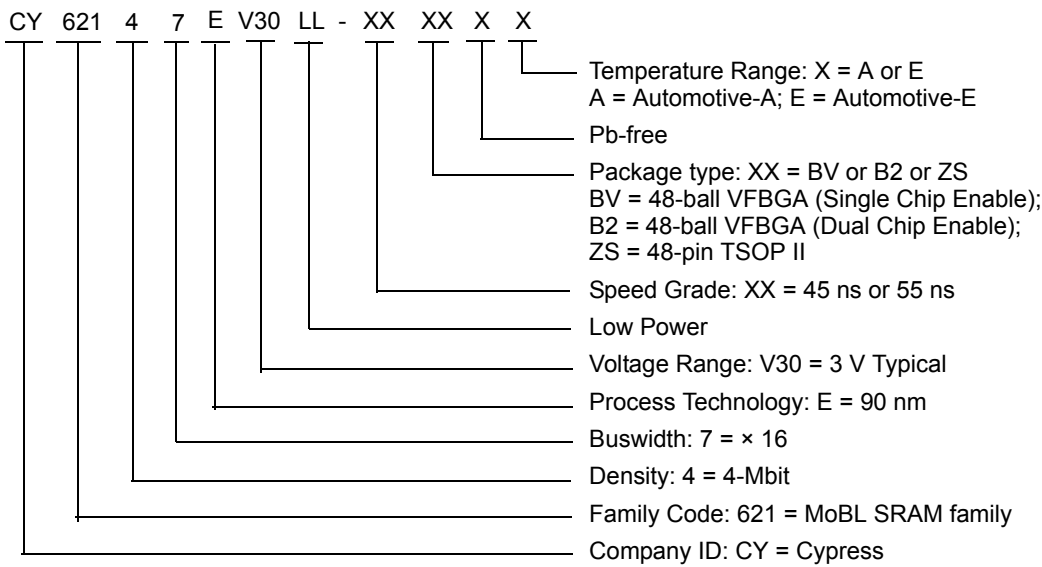 CY 621 4 7 E V30 LL - XX XX X X
Temperature Range: X = A or E
A = Automotive-A; E = Automotive-E
Pb-free
Package type: XX = BV or B2 or ZS
BV = 48-ball VFBGA (Single Chip Enable);
B2 = 48-ball VFBGA (Dual Chip Enable);
ZS = 48-pin TSOP II
Speed Grade: XX = 45 ns or 55 ns
Low Power
Voltage Range: V30 = 3 V Typical
Process Technology: E = 90 nm
Buswidth: 7 = × 16
Density: 4 = 4-Mbit
Family Code: 621 = MoBL SRAM family
Company ID: CY = Cypress